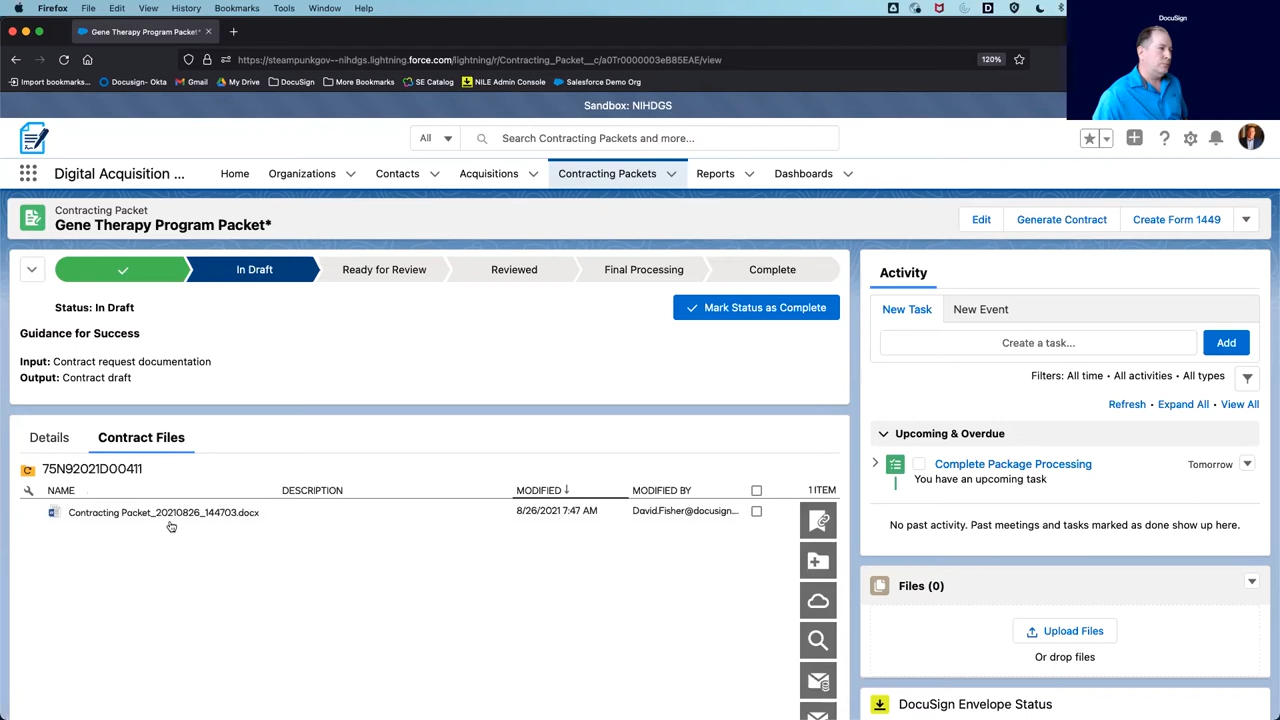 Firefox File Edit View History Bookmarks Tools Window Help
DocuSign
Gene Therapy Program Packet*
https://steampunkgov--nihdgs.lightning.force.com/lightning/r/Contracting_Packet__c/a0Tr0000003eB85EAE/view
120%
Import bookmarks... Docusign- Okta Gmail My Drive DocuSign More Bookmarks SE Catalog NILE Admin Console Salesforce Demo Org
Sandbox: NIHDGS
All
Search Contracting Packets and more...
Digital Acquisition ... Home Organizations Contacts Acquisitions Contracting Packets Reports Dashboards
Contracting Packet
Gene Therapy Program Packet*
Edit Generate Contract Create Form 1449
In Draft Ready for Review Reviewed Final Processing Complete
Status: In Draft
Mark Status as Complete
Guidance for Success
Input: Contract request documentation
Output: Contract draft
Details Contract Files
75N92021D00411
NAME DESCRIPTION MODIFIED MODIFIED BY 1 ITEM
Contracting Packet_20210826_144703.docx 8/26/2021 7:47 AM David.Fisher@docusign...
Activity
New Task New Event
Create a task...
Add
Filters: All time • All activities • All types
Refresh • Expand All • View All
Upcoming & Overdue
Complete Package Processing Tomorrow
You have an upcoming task
No past activity. Past meetings and tasks marked as done show up here.
Files (0)
Upload Files
Or drop files
DocuSign Envelope Status